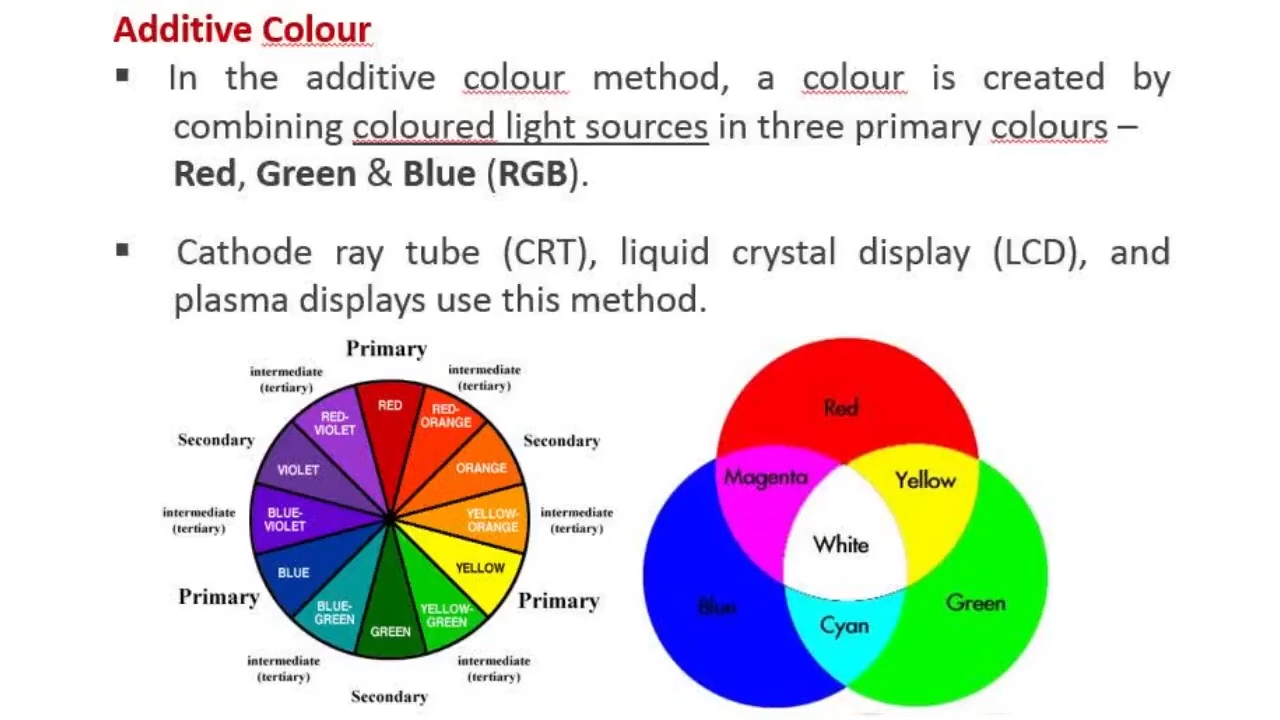 Additive Colour
▪ In the additive colour method, a colour is created by
combining coloured light sources in three primary colours –
Red, Green & Blue (RGB).
▪ Cathode ray tube (CRT), liquid crystal display (LCD), and
plasma displays use this method.
Primary
intermediate
(tertiary)
intermediate
(tertiary)
RED
RED-
VIOLET
RED-
ORANGE
Secondary
Secondary
VIOLET
ORANGE
intermediate
(tertiary)
BLUE-
VIOLET
YELLOW-
ORANGE
intermediate
(tertiary)
BLUE
YELLOW
Primary
Primary
BLUE-
GREEN
YELLOW-
GREEN
GREEN
intermediate
(tertiary)
intermediate
(tertiary)
Secondary
Red
Magenta
Yellow
White
Blue
Green
Cyan